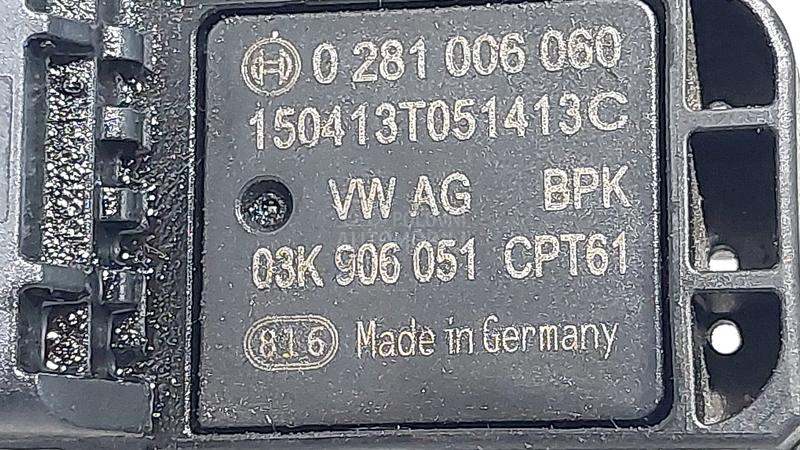 0 281 006 060
150413T051413C
VW AG BPK
03K 906 051 CPT61
816 Made in Germany